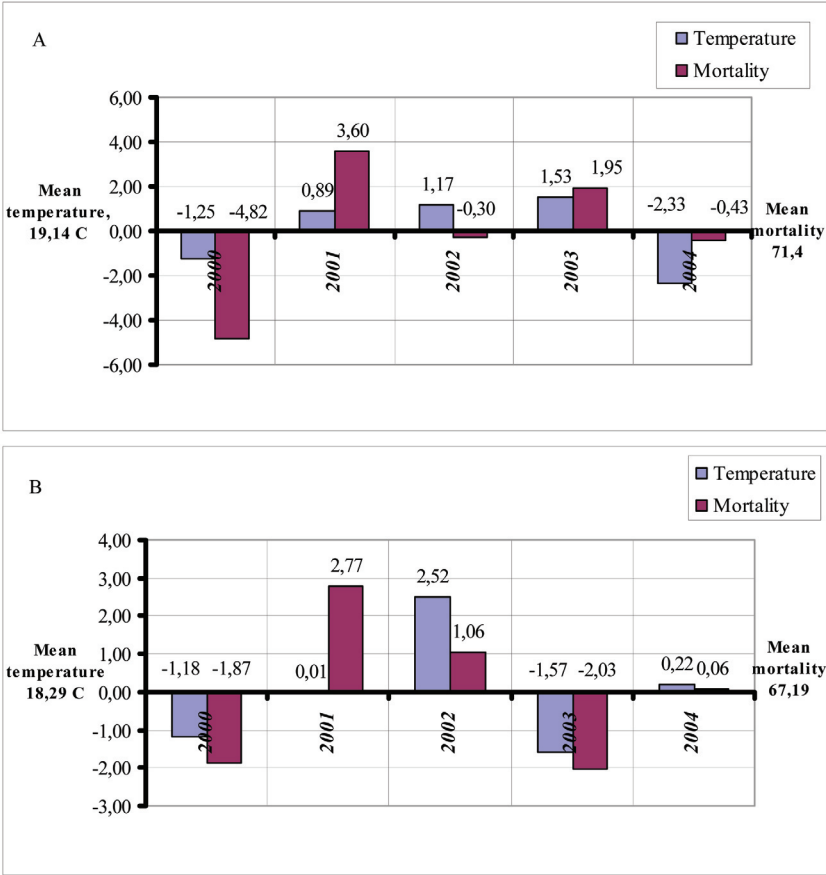 A
Temperature
Mortality
6,00
4,00
2,00
0,00
-2,00
-4,00
-6,00
Mean
temperature,
19,14 C
-1,25
-4,82
0,89
3,60
1,17
-0,30
1,53
1,95
-2,33
-0,43
2000
2001
2002
2003
2004
Mean
mortality
71,4
B
Temperature
Mortality
4,00
3,00
2,00
1,00
0,00
-1,00
-2,00
-3,00
Mean
temperature
18,29 C
-1,18
-1,87
0,01
2,77
2,52
1,06
-1,57
-2,03
0,22
0,06
2000
2001
2002
2003
2004
Mean
mortality
67,19